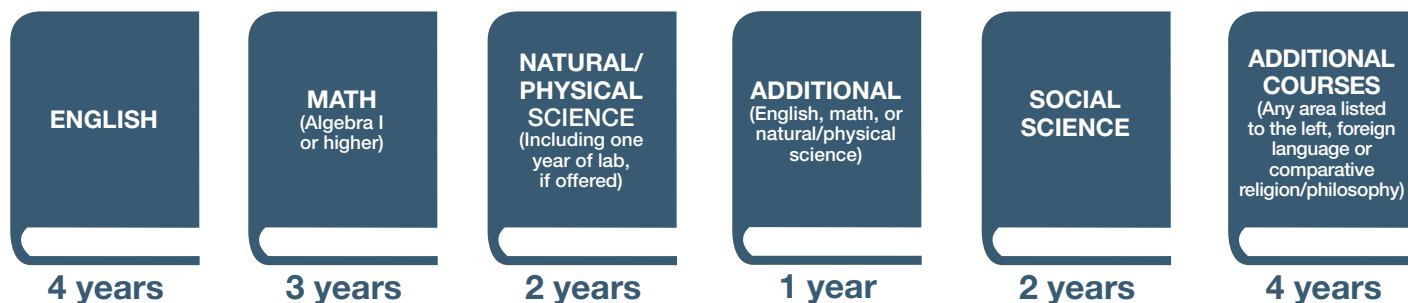 ENGLISH
4 years
MATH
(Algebra I
or higher)
3 years
NATURAL/
PHYSICAL
SCIENCE
(Including one
year of lab,
if offered)
2 years
ADDITIONAL
(English, math, or
natural/physical
science)
1 year
SOCIAL
SCIENCE
2 years
ADDITIONAL
COURSES
(Any area listed
to the left, foreign
language or
comparative
religion/philosophy)
4 years